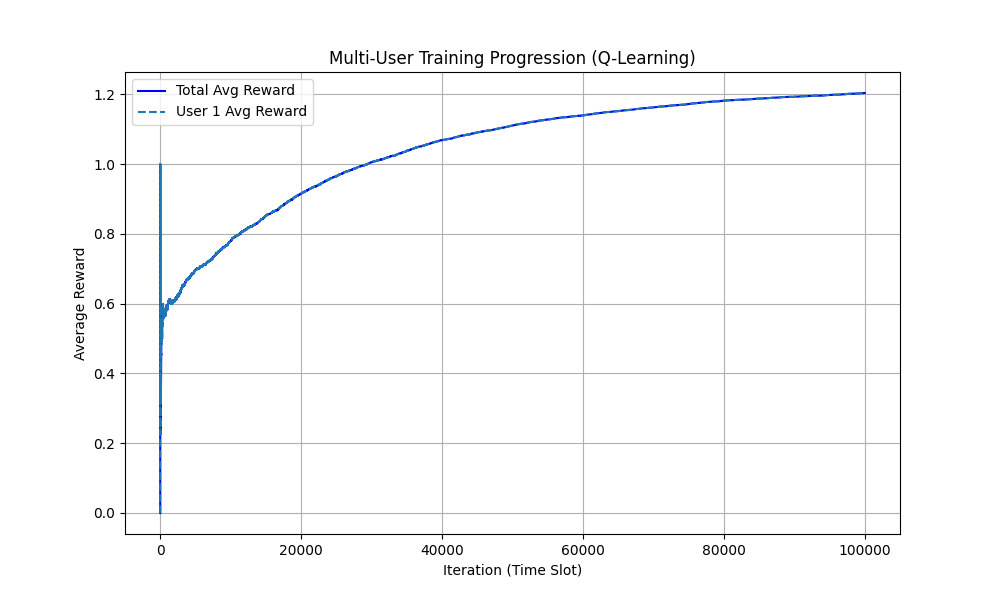 Multi-User Training Progression (Q-Learning)
Total Avg Reward
User 1 Avg Reward
Average Reward
1.2
1.0
0.8
0.6
0.4
0.2
0.0
0 20000 40000 60000 80000 100000
Iteration (Time Slot)